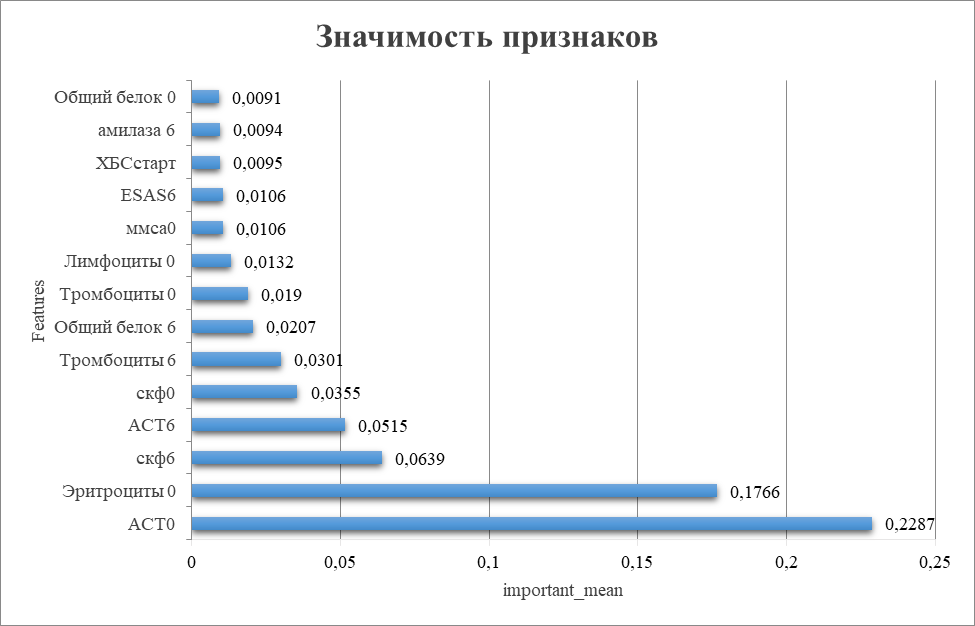 Значимость признаков
Features
Общий белок 0 0,0091
амилаза 6 0,0094
ХБСстарт 0,0095
ESAS6 0,0106
ммса0 0,0106
Лимфоциты 0 0,0132
Тромбоциты 0 0,019
Общий белок 6 0,0207
Тромбоциты 6 0,0301
скф0 0,0355
АСТ6 0,0515
скф6 0,0639
Эритроциты 0 0,1766
АСТ0 0,2287
0 0,05 0,1 0,15 0,2 0,25
important_mean